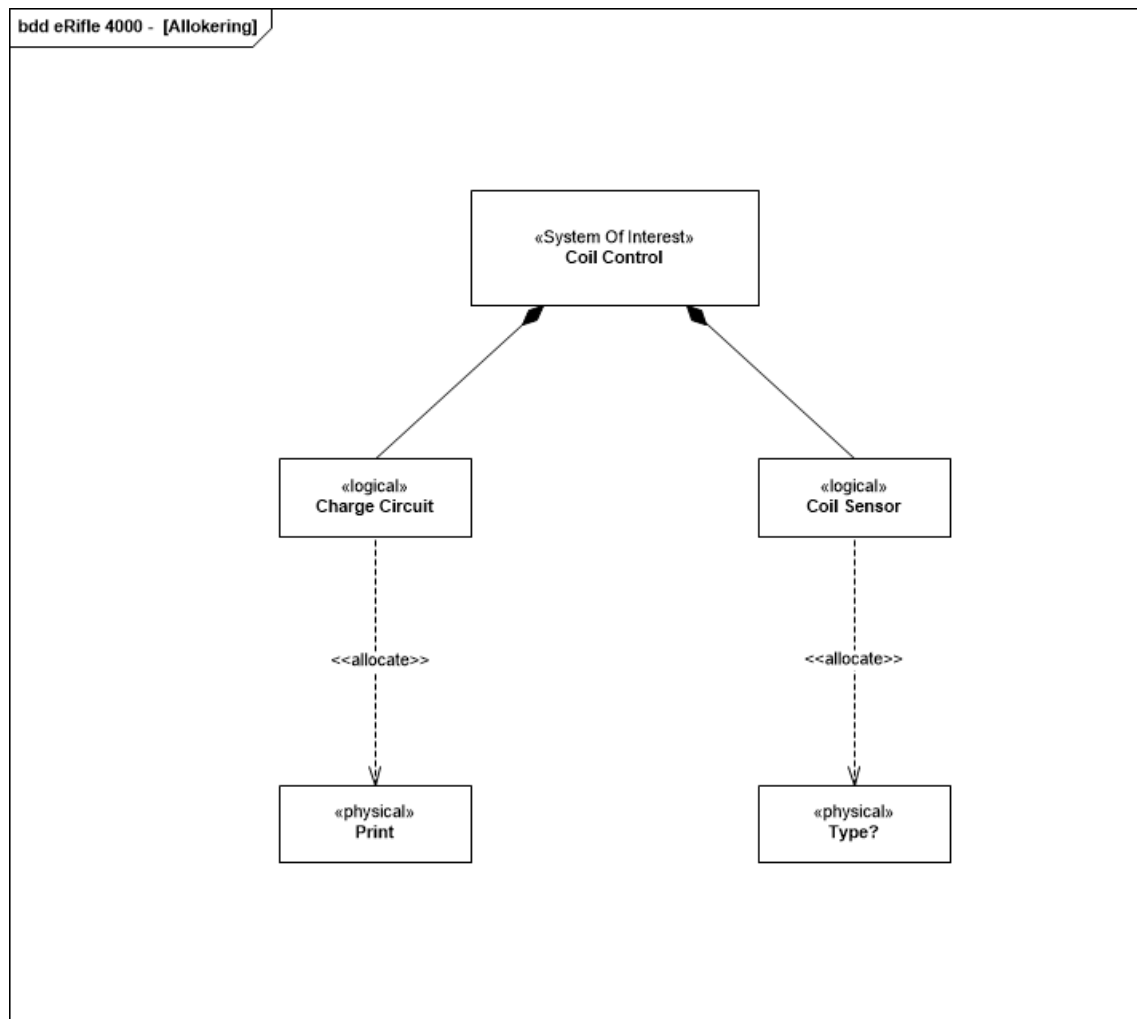 bdd eRifle 4000 -  [Allokering]
«System Of Interest»
Coil Control
«logical»
Charge Circuit
«logical»
Coil Sensor
<<allocate>>
<<allocate>>
«physical»
Print
«physical»
Type?